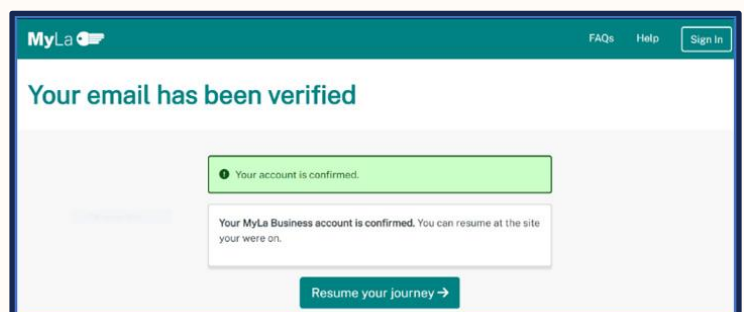 MyLa
FAQs Help Sign In
Your email has been verified
Your account is confirmed.
Your MyLa Business account is confirmed. You can resume at the site
your were on.
Resume your journey →